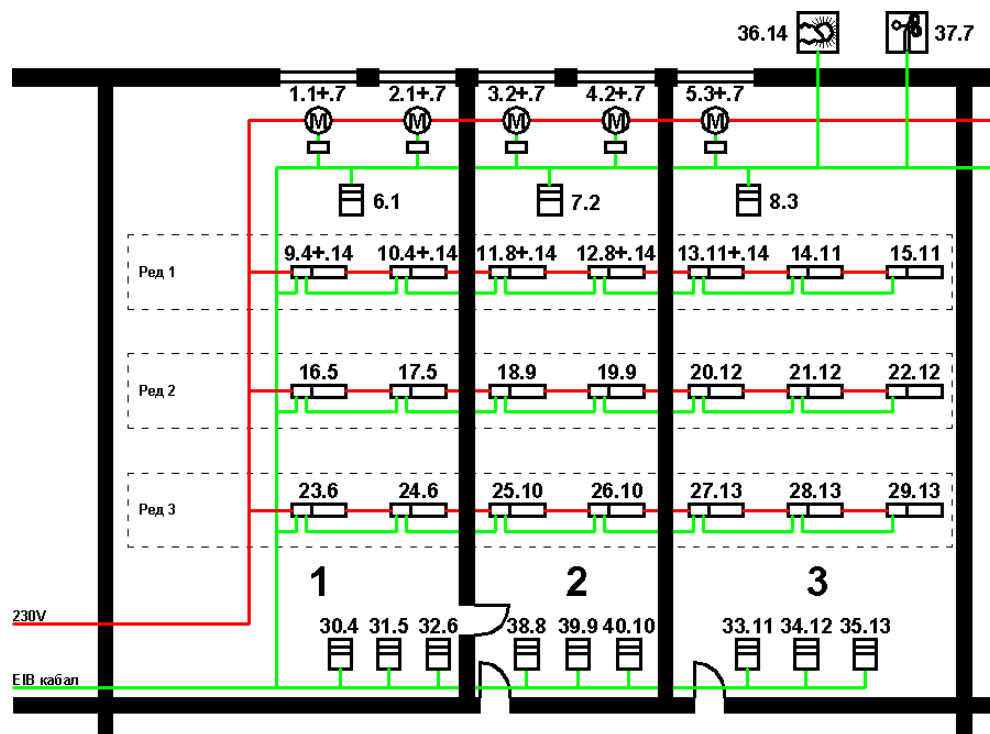 36.14 37.7
1.1+.7 2.1+.7 3.2+.7 4.2+.7 5.3+.7
M M M M M
6.1 7.2 8.3
9.4+.14 10.4+.14 11.8+.14 12.8+.14 13.11+.14 14.11 15.11
Ред 1
16.5 17.5 18.9 19.9 20.12 21.12 22.12
Ред 2
23.6 24.6 25.10 26.10 27.13 28.13 29.13
Ред 3
1 2 3
230V
30.4 31.5 32.6 38.8 39.9 40.10 33.11 34.12 35.13
EIB кабал